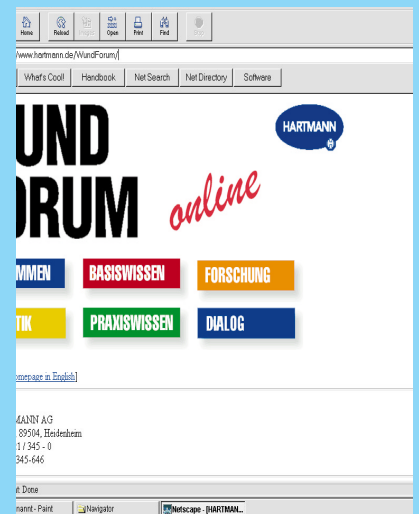 Home Reload Images Open Print Find Stop
/www.hartmann.de/WundForum/
What's Cool! Handbook Net Search Net Directory Software
UND
HARTMANN
ORUM online
MMEN BASISWISSEN FORSCHUNG
TIK PRAXISWISSEN DIALOG
omepage in English]
MANN AG
89504, Heidenheim
1 / 345 - 0
345-646
nt Done
nannt - Paint Navigator Netscape - [HARTMAN...